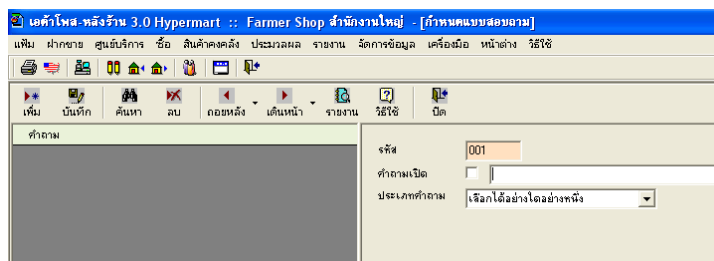 เอค้าโพส-หลังร้าน 3.0 Hypermart :: Farmer Shop สำนักงานใหญ่ - [กำหนดแบบสอบถาม]
แฟ้ม ฝากขาย ศูนย์บริการ ซื้อ สินค้าคงคลัง ประมวลผล รายงาน จัดการข้อมูล เครื่องมือ หน้าต่าง วิธีใช้
เพิ่ม บันทึก ค้นหา ลบ ถอยหลัง เดินหน้า รายงาน วิธีใช้ ปิด
คำถาม
รหัส 001
คำถามเปิด
ประเภทคำถาม เลือกได้อย่างใดอย่างหนึ่ง